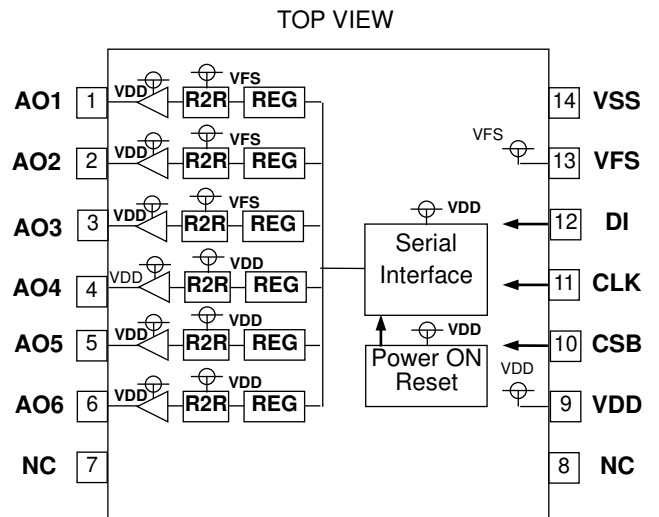 TOP VIEW
AO1 1 VDD R2R VFS REG 14 VSS
AO2 2 VDD R2R VFS REG VFS 13 VFS
AO3 3 VDD R2R VFS REG VDD 12 DI
Serial
Interface
AO4 4 VDD R2R VDD REG 11 CLK
AO5 5 VDD R2R VDD REG VDD 10 CSB
Power ON
Reset
AO6 6 VDD R2R VDD REG VDD 9 VDD
NC 7 8 NC